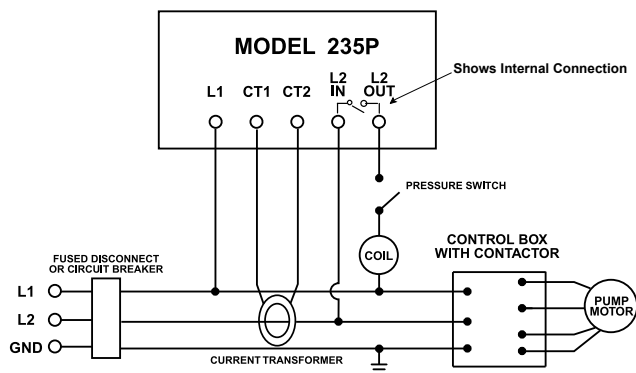 MODEL 235P
L1 CT1 CT2 L2 IN L2 OUT
Shows Internal Connection
PRESSURE SWITCH
COIL
FUSED DISCONNECT
OR CIRCUIT BREAKER
CONTROL BOX
WITH CONTACTOR
L1
L2
GND
PUMP
MOTOR
CURRENT TRANSFORMER